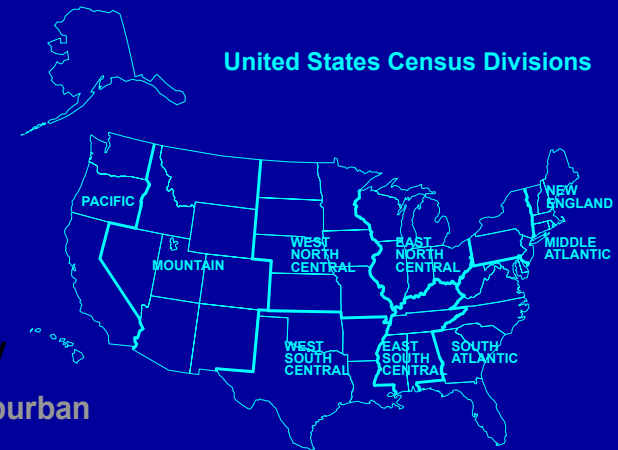 United States Census Divisions
PACIFIC
MOUNTAIN
WEST
NORTH
CENTRAL
EAST
NORTH
CENTRAL
NEW
ENGLAND
MIDDLE
ATLANTIC
WEST
SOUTH
CENTRAL
EAST
SOUTH
CENTRAL
SOUTH
ATLANTIC